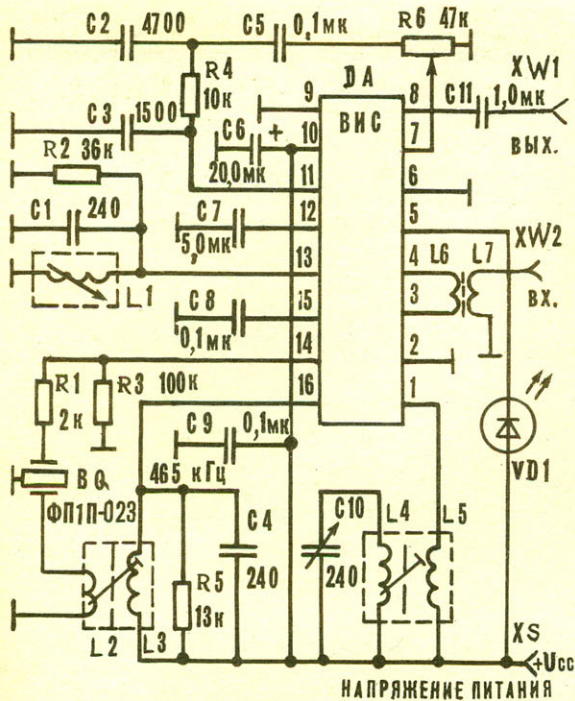 C2 4700 C5 0,1мк R6 47к
R4 10к
DA
XW1
C3 1500
C6 + 20,0мк
9 ВИС 8 C11 1,0мк
10 7
ВЫХ.
R2 36к
11 6
C1 240
C7 5,0мк
12 5
XW2
13 4 L6 L7
L1
ВХ.
C8 0,1мк
15 3
14 2
R1 2к R3 100к
16 1
C9 0,1мк
BQ
465 кГц
VD1
ФП1П-023
C4 240
C10 240
L4 L5
R5 13к
L2 L3
XS
+Ucc
НАПРЯЖЕНИЕ ПИТАНИЯ